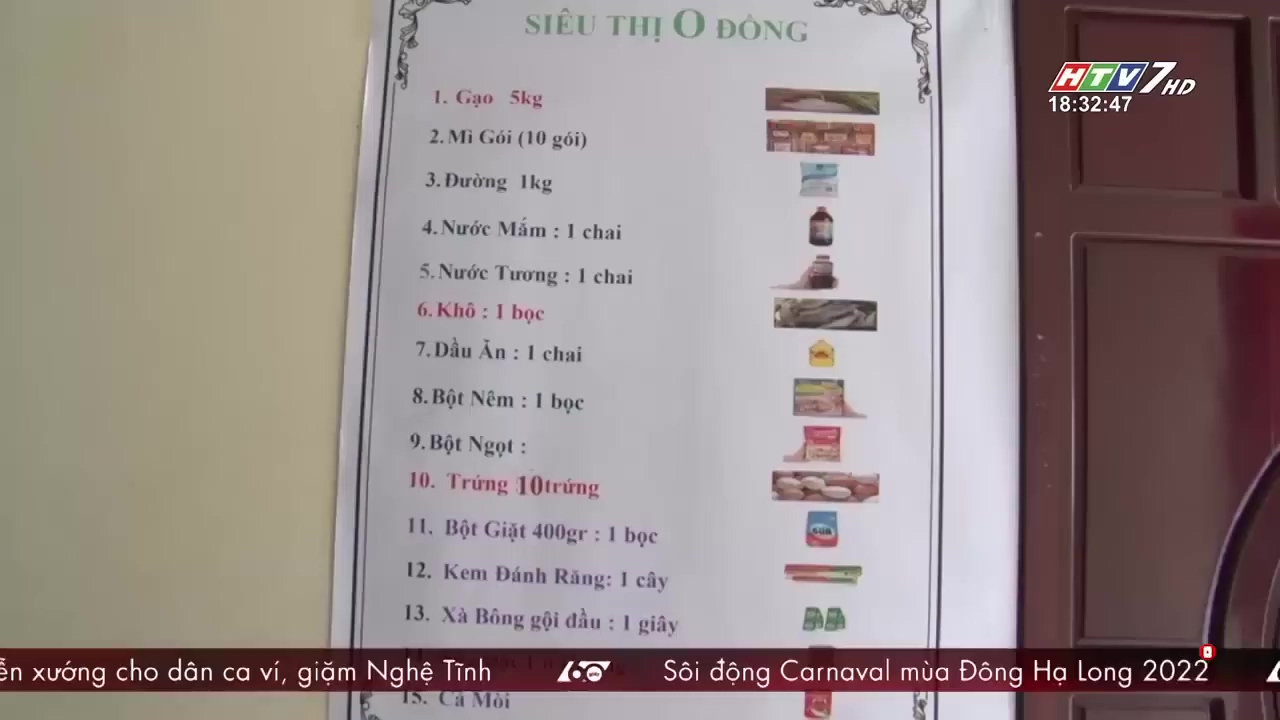 SIÊU THỊ O ĐỒNG
HTV7 HD
18:32:47
1. Gạo 5kg
2. Mì Gói (10 gói)
3. Đường 1kg
4. Nước Mắm : 1 chai
5. Nước Tương : 1 chai
6. Khô : 1 bọc
7. Dầu Ăn : 1 chai
8. Bột Nêm : 1 bọc
9. Bột Ngọt :
10. Trứng 10trứng
11. Bột Giặt 400gr : 1 bọc
12. Kem Đánh Răng: 1 cây
13. Xà Bông gội đầu : 1 giây
xướng cho dân ca ví, giặm Nghệ Tĩnh
Sôi động Carnaval mùa Đông Hạ Long 2022
15. Cá Mòi